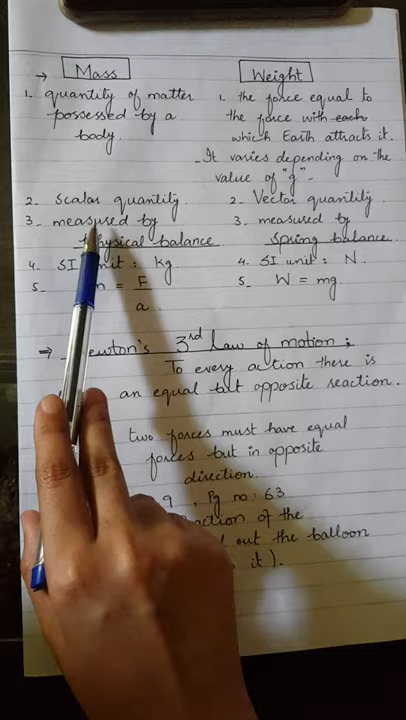 → Mass
1. quantity of matter
possessed by a
body.
2- Scalar quantity.
3- measured by
physical balance
4. SI unit : kg
5. = F
a.
Weight
1. the force equal to
the force with each
which Earth attracts it.
- It varies depending on the
value of "g".
2. Vector quantity.
3. measured by
Spring balance.
4. SI unit : N.
5. W = mg.
⇒ Newton's 3rd Law of motion :
To every action there is
an equal but opposite reaction.
two forces must have equal
forces but in opposite
direction.
9 , Pg no : 63
of the
out the balloon
it ).